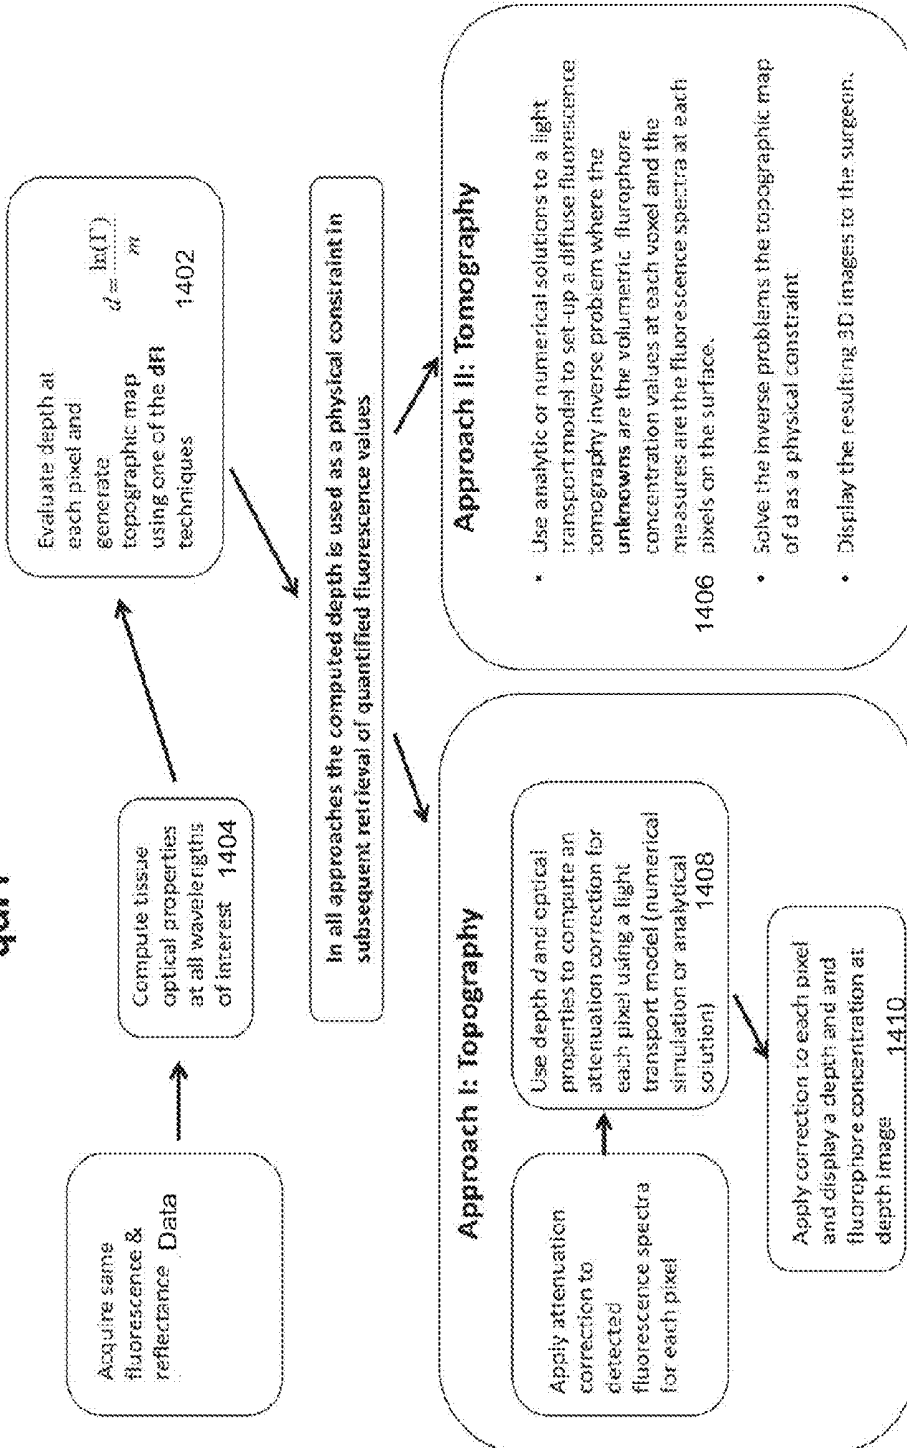 Acquire same
fluorescence &
reflectance Data
Compute tissue
optical properties
at all wavelengths
of interest 1404
Evaluate depth at
each pixel and
generate
topographic map
using one of the dFl
techniques
d = ln(Γ) / m
1402
In all approaches the computed depth is used as a physical constraint in
subsequent retrieval of quantified fluorescence values
Approach I: Topography
Apply attenuation
correction to
detected
fluorescence spectra
for each pixel
Use depth d and optical
properties to compute an
attenuation correction for
each pixel using a light
transport model (numerical
simulation or analytical
solution) 1408
Apply correction to each pixel
and display a depth and and
fluorophore concentration at
depth image 1410
Approach II: Tomography
• Use analytic or numerical solutions to a light
transport model to set-up a diffuse fluorescence
tomography inverse problem where the
unknowns are the volumetric flurophore
concentration values at each voxel and the
measures are the fluorescence spectra at each
pixels on the surface.
1406
• Solve the inverse problems the topographic map
of d as a physical constraint
• Display the resulting 3D images to the surgeon.